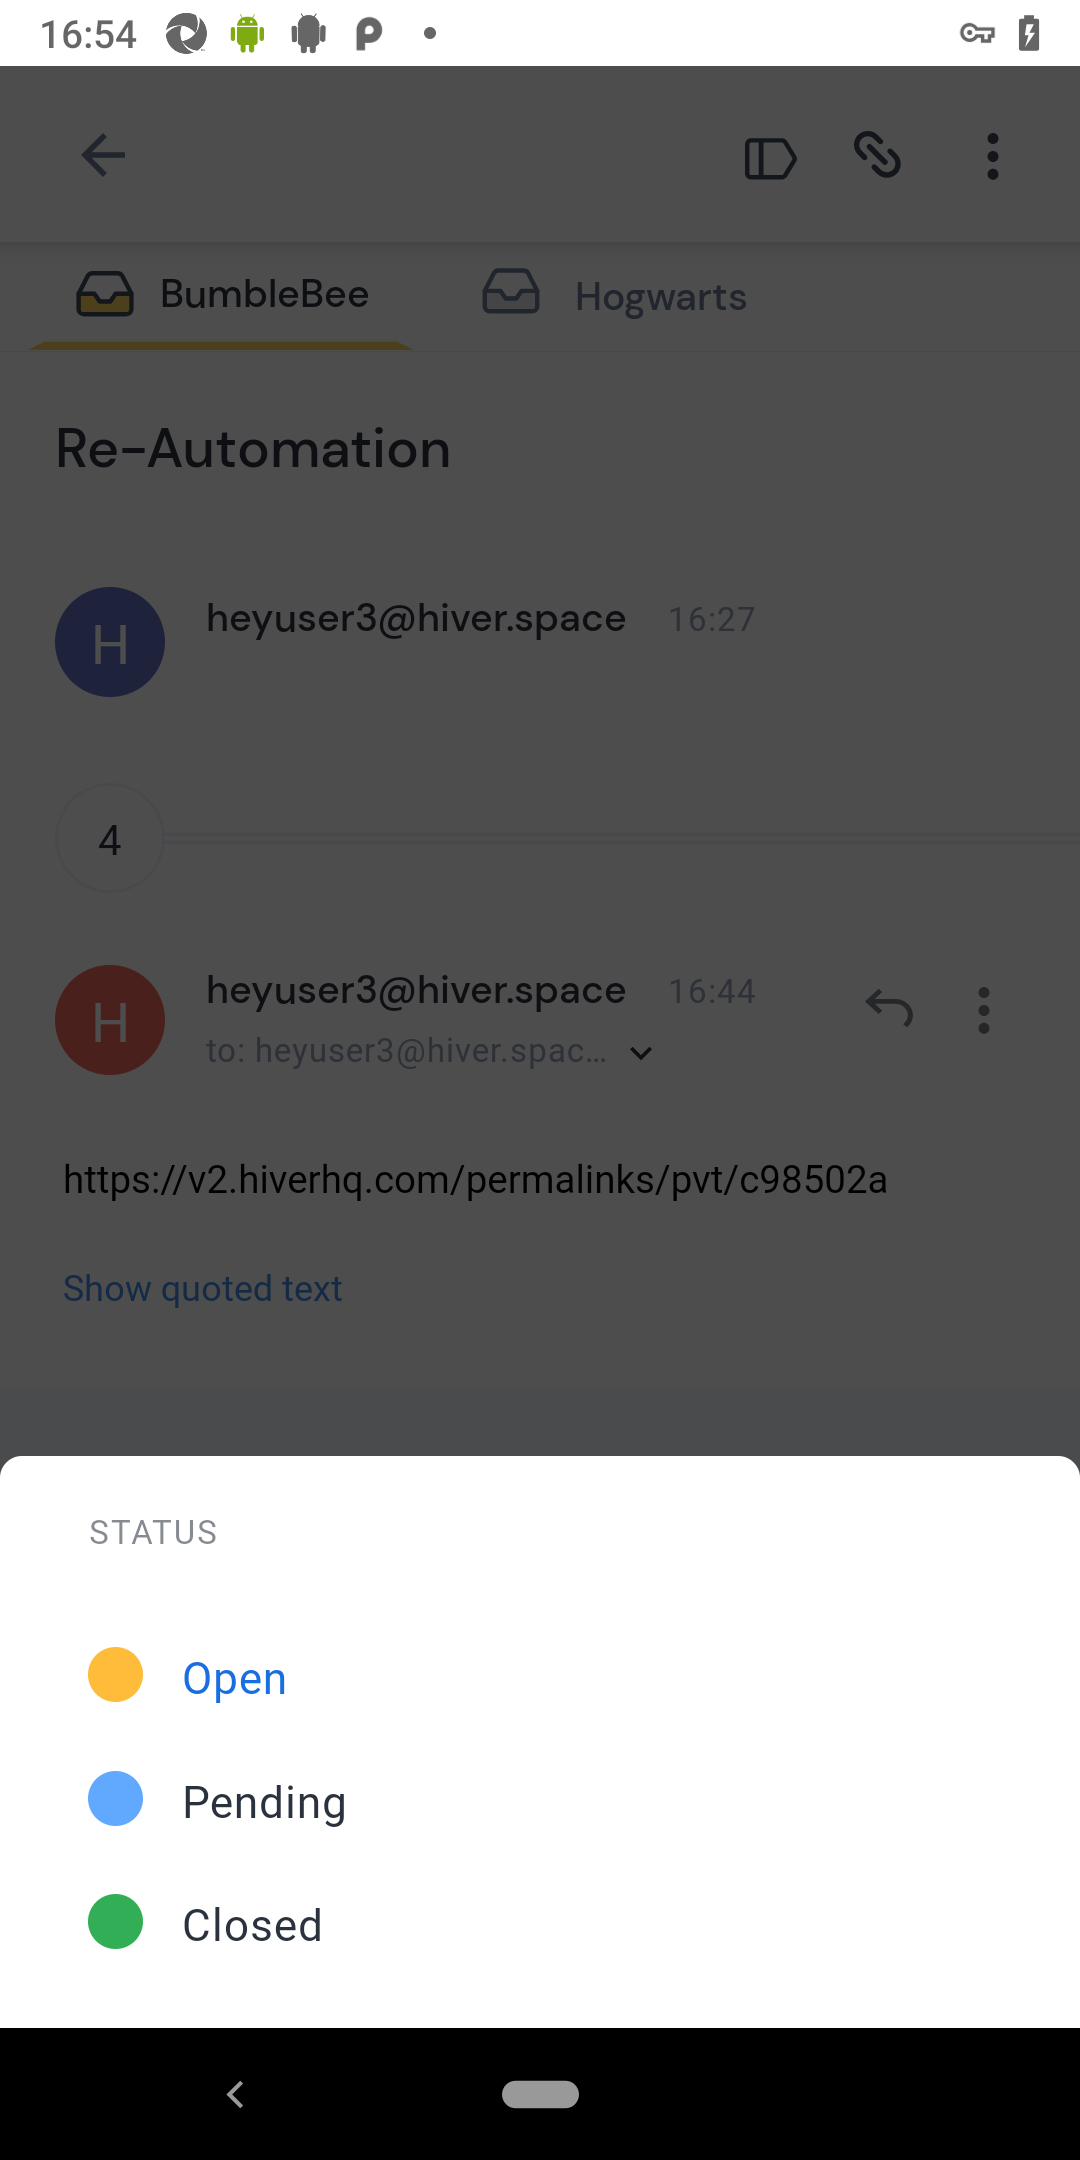 16:54
BumbleBee
Hogwarts
Re-Automation
H
heyuser3@hiver.space 16:27
4
H
heyuser3@hiver.space 16:44
to: heyuser3@hiver.spac...
https://v2.hiverhq.com/permalinks/pvt/c98502a
Show quoted text
STATUS
Open
Pending
Closed